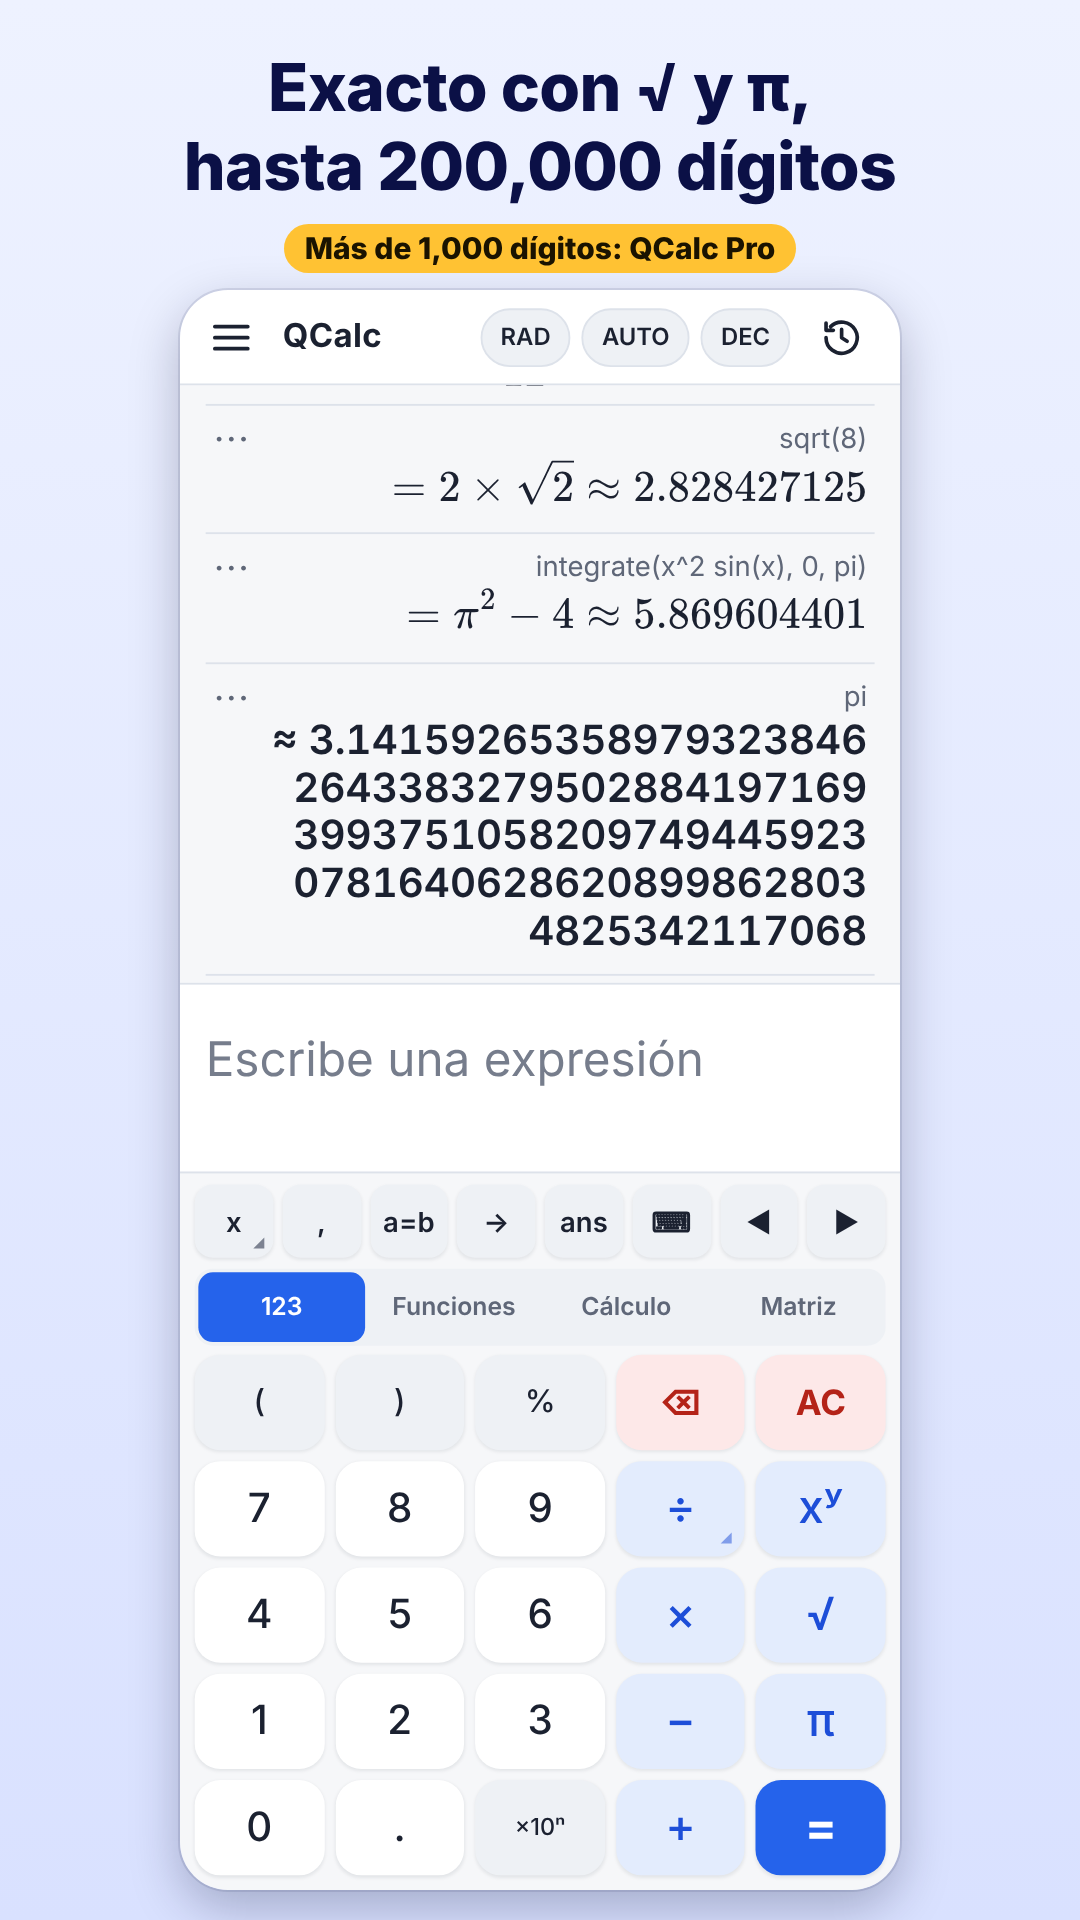 Exacto con √ y π,
hasta 200,000 dígitos
Más de 1,000 dígitos: QCalc Pro
QCalc RAD AUTO DEC
... sqrt(8)
= 2 × √2 ≈ 2.828427125
... integrate(x^2 sin(x), 0, pi)
= π² − 4 ≈ 5.869604401
... pi
≈ 3.14159265358979323846
2643383279502884197169
3993751058209749445923
0781640628620899862803
4825342117068
Escribe una expresión
x , a=b → ans ⌨ ◀ ▶
123 Funciones Cálculo Matriz
( ) % ⌫ AC
7 8 9 ÷ xʸ
4 5 6 × √
1 2 3 − π
0 . ×10ⁿ + =